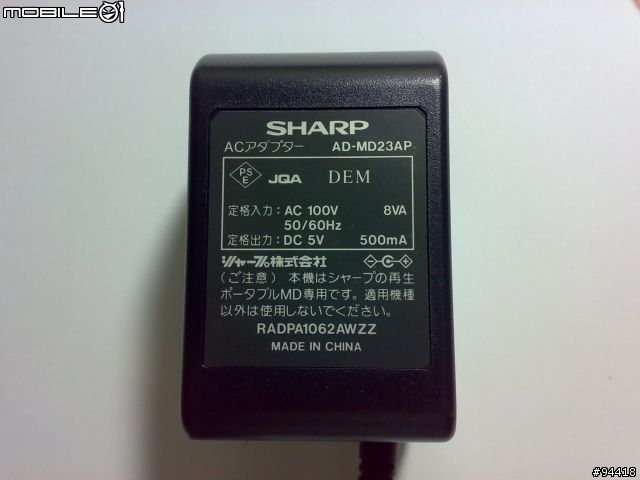 MOBILE01
SHARP
ACアダプター AD-MD23AP
PS E JQA DEM
定格入力：AC 100V 8VA
50/60Hz
定格出力：DC 5V 500mA
シャープ株式会社
（ご注意）本機はシャープの再生
ポータブルMD専用です。適用機種
以外は使用しないでください。
RADPA1062AWZZ
MADE IN CHINA
#94418